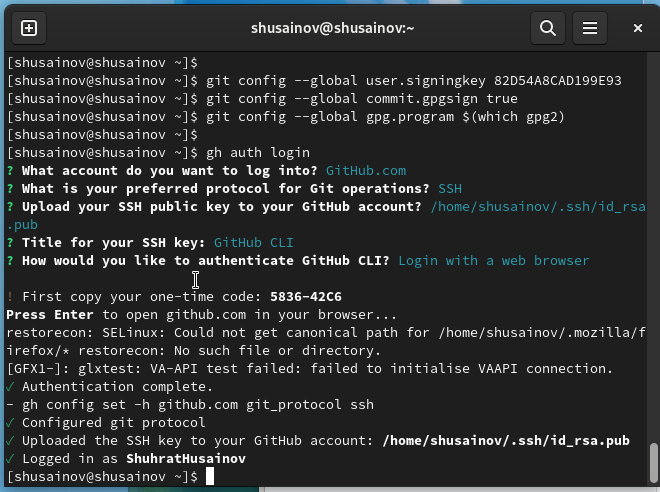 shusainov@shusainov:~
[shusainov@shusainov ~]$
[shusainov@shusainov ~]$ git config --global user.signingkey 82D54A8CAD199E93
[shusainov@shusainov ~]$ git config --global commit.gpgsign true
[shusainov@shusainov ~]$ git config --global gpg.program $(which gpg2)
[shusainov@shusainov ~]$
[shusainov@shusainov ~]$ gh auth login
? What account do you want to log into? GitHub.com
? What is your preferred protocol for Git operations? SSH
? Upload your SSH public key to your GitHub account? /home/shusainov/.ssh/id_rsa
.pub
? Title for your SSH key: GitHub CLI
? How would you like to authenticate GitHub CLI? Login with a web browser
! First copy your one-time code: 5836-42C6
Press Enter to open github.com in your browser...
restorecon: SELinux: Could not get canonical path for /home/shusainov/.mozilla/f
irefox/* restorecon: No such file or directory.
[GFX1-]: glxtest: VA-API test failed: failed to initialise VAAPI connection.
✓ Authentication complete.
- gh config set -h github.com git_protocol ssh
✓ Configured git protocol
✓ Uploaded the SSH key to your GitHub account: /home/shusainov/.ssh/id_rsa.pub
✓ Logged in as ShuhratHusainov
[shusainov@shusainov ~]$